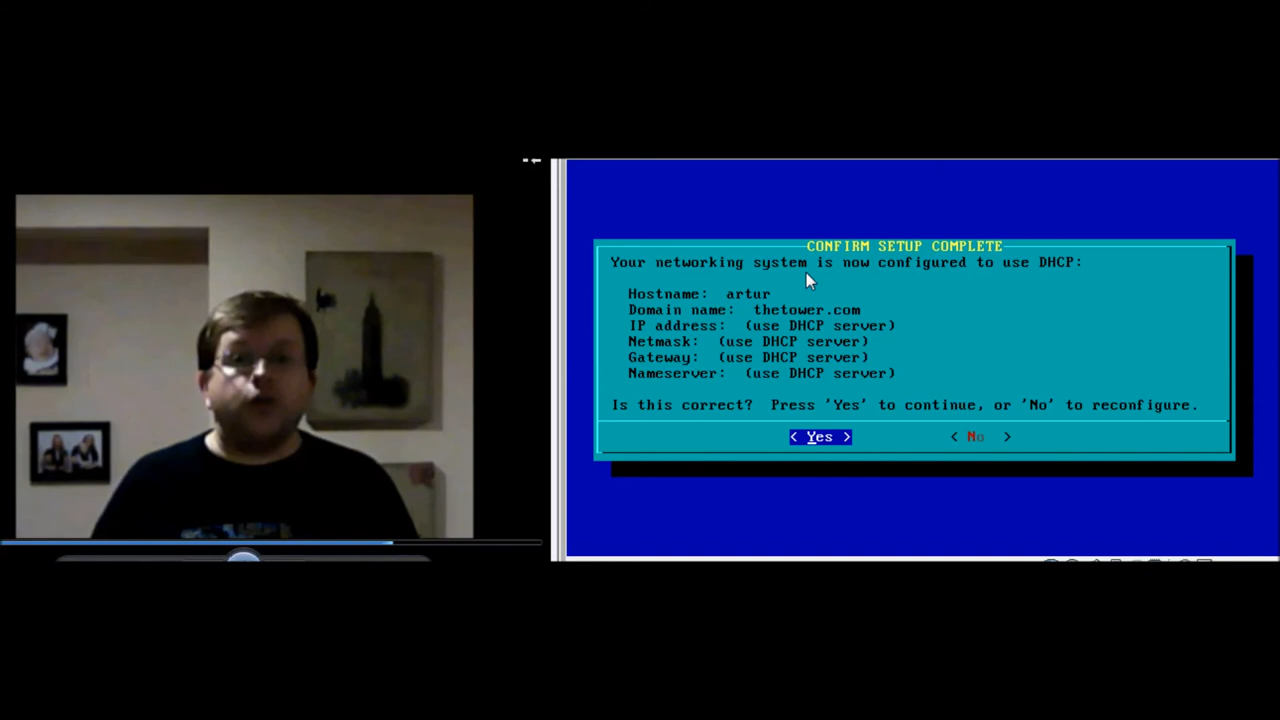 CONFIRM SETUP COMPLETE
Your networking system is now configured to use DHCP:
Hostname: artur
Domain name: thetower.com
IP address: (use DHCP server)
Netmask: (use DHCP server)
Gateway: (use DHCP server)
Nameserver: (use DHCP server)
Is this correct? Press 'Yes' to continue, or 'No' to reconfigure.
< Yes > < No >